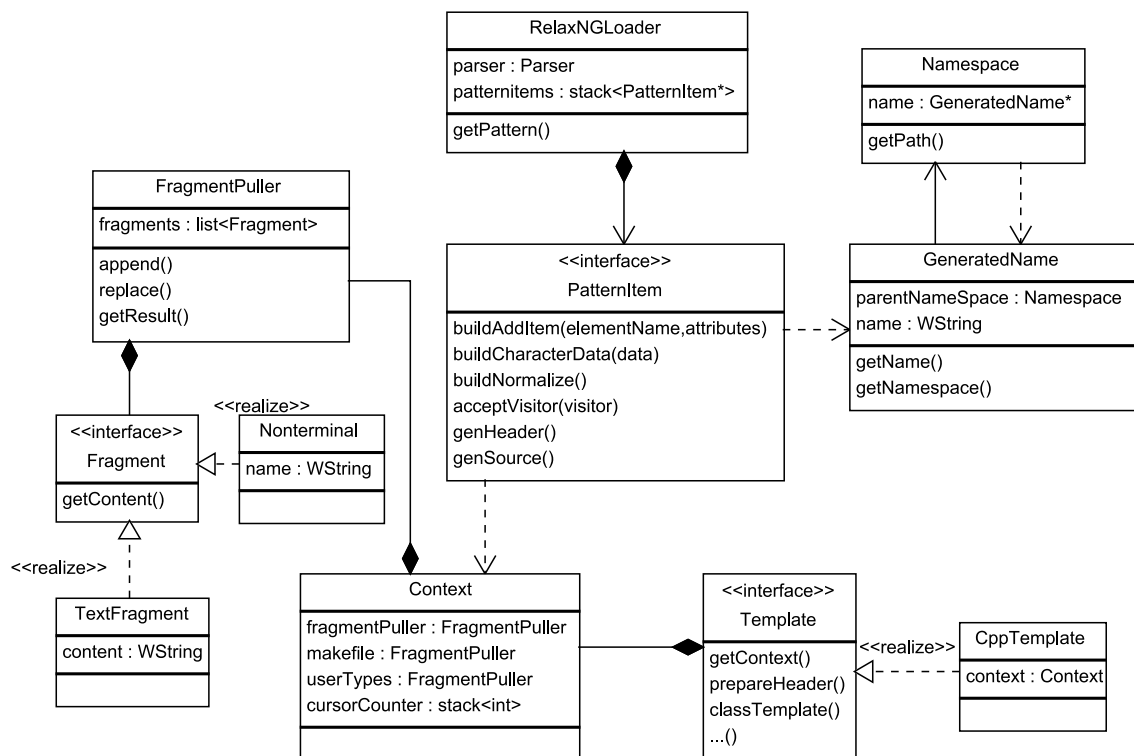 RelaxNGLoader
parser : Parser
patternitems : stack<PatternItem*>
getPattern()
Namespace
name : GeneratedName*
getPath()
FragmentPuller
fragments : list<Fragment>
append()
replace()
getResult()
<<interface>>
PatternItem
buildAddItem(elementName,attributes)
buildCharacterData(data)
buildNormalize()
acceptVisitor(visitor)
genHeader()
genSource()
GeneratedName
parentNameSpace : Namespace
name : WString
getName()
getNamespace()
<<realize>>
<<interface>>
Fragment
getContent()
Nonterminal
name : WString
<<realize>>
TextFragment
content : WString
Context
fragmentPuller : FragmentPuller
makefile : FragmentPuller
userTypes : FragmentPuller
cursorCounter : stack<int>
<<interface>>
Template
getContext()
prepareHeader()
classTemplate()
...()
<<realize>>
CppTemplate
context : Context